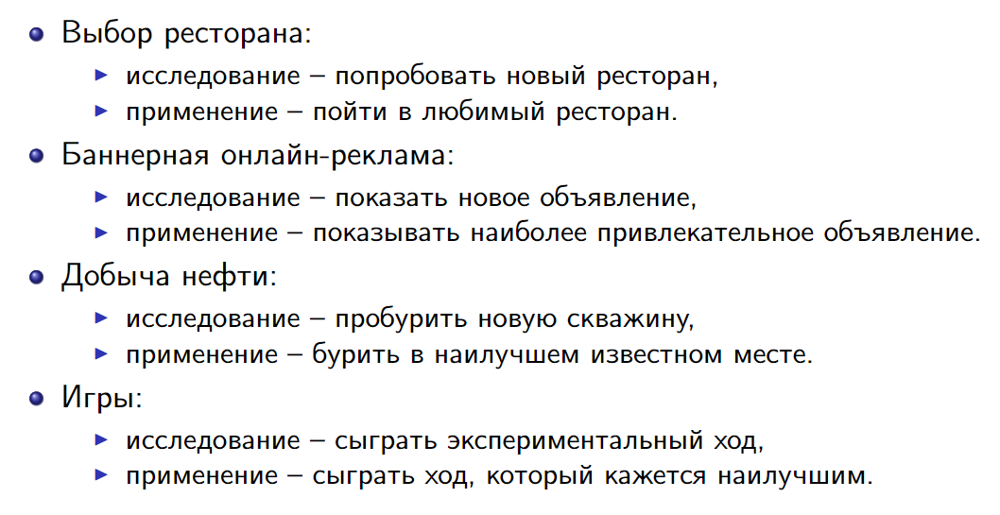 Выбор ресторана:
исследование – попробовать новый ресторан,
применение – пойти в любимый ресторан.
Баннерная онлайн-реклама:
исследование – показать новое объявление,
применение – показывать наиболее привлекательное объявление.
Добыча нефти:
исследование – пробурить новую скважину,
применение – бурить в наилучшем известном месте.
Игры:
исследование – сыграть экспериментальный ход,
применение – сыграть ход, который кажется наилучшим.